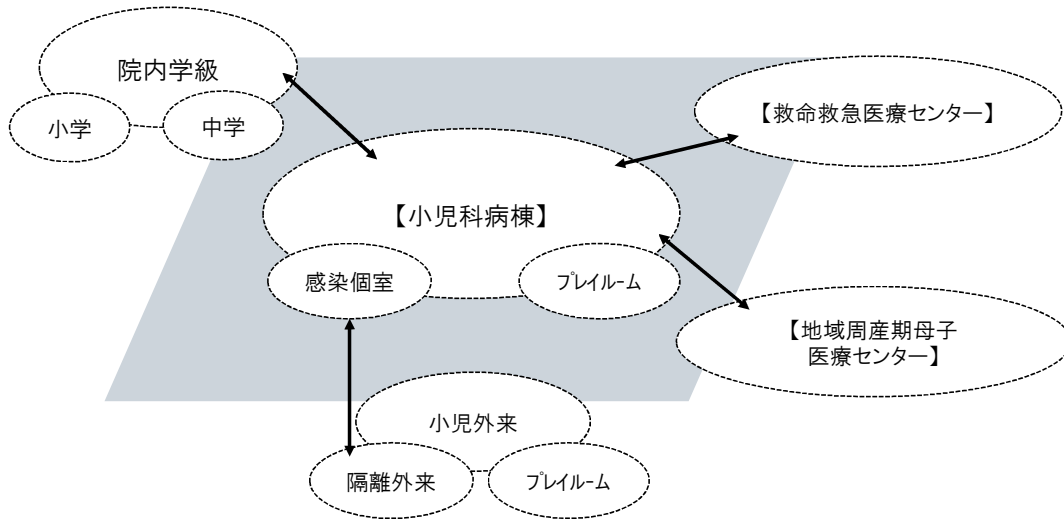 院内学級
小学
中学
【救命救急医療センター】
【小児科病棟】
感染個室
プレイルーム
【地域周産期母子
医療センター】
小児外来
隔離外来
プレイルーム